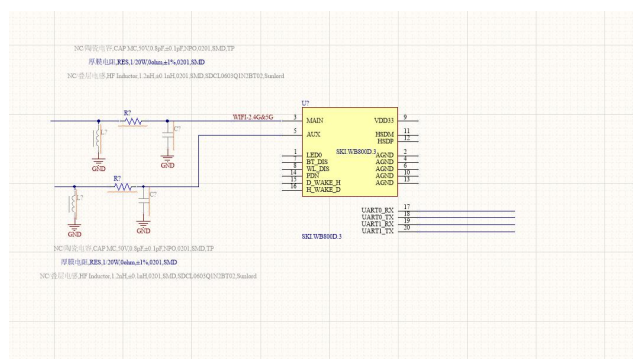 NC/陶瓷电容,CAP MC,50V,0.8pF,±0.1pF,NPO,0201,SMD,TP
厚膜电阻,RES,1/20W,0ohm,±1%,0201,SMD
NC/叠层电感,HF Inductor,1.2nH,±0.1nH,0201,SMD,SDCL0603Q1N2BT02,Sunlord
U?
R?
WIFI-2.4G&5G
3 MAIN
VDD33 9
L?
C?
5 AUX
HSDM 11
HSDP 12
GND
GND
1 LED0
SKI.WB800D.3
AGND 2
BT_DIS
AGND 4
8 WL_DIS
AGND 6
14 PDN
AGND 10
15 D_WAKE_H
AGND 13
16 H_WAKE_D
R?
L?
C?
UART0_RX 17
UART0_TX 18
UART1_RX 19
UART1_TX 20
GND
GND
SKI.WB800D.3
NC/陶瓷电容,CAP MC,50V,0.8pF,±0.1pF,NPO,0201,SMD,TP
厚膜电阻,RES,1/20W,0ohm,±1%,0201,SMD
NC/叠层电感,HF Inductor,1.2nH,±0.1nH,0201,SMD,SDCL0603Q1N2BT02,Sunlord